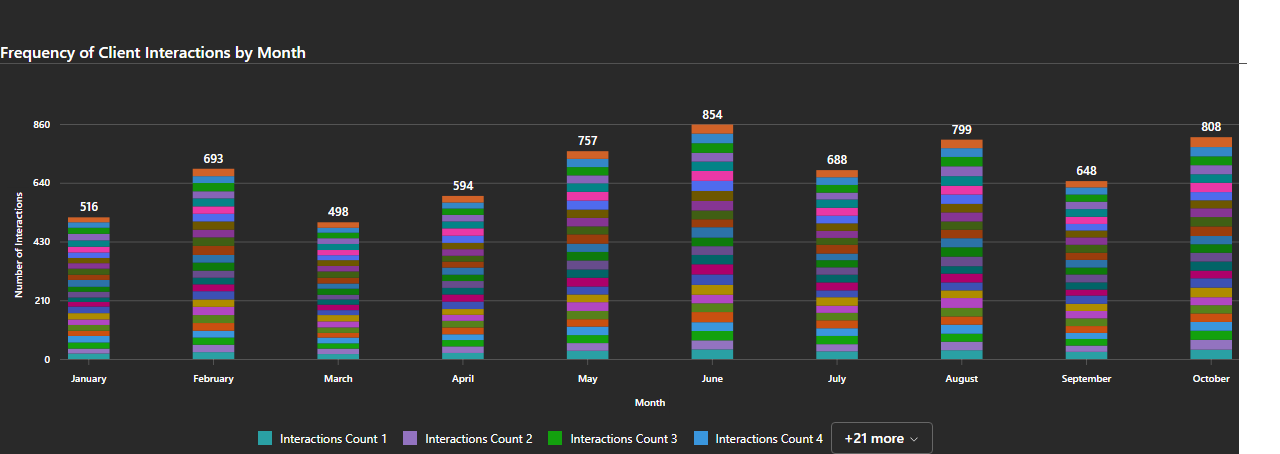 Frequency of Client Interactions by Month
860
640
430
210
0
Number of Interactions
516
693
498
594
757
854
688
799
648
808
January
February
March
April
May
June
July
August
September
October
Month
Interactions Count 1
Interactions Count 2
Interactions Count 3
Interactions Count 4
+21 more